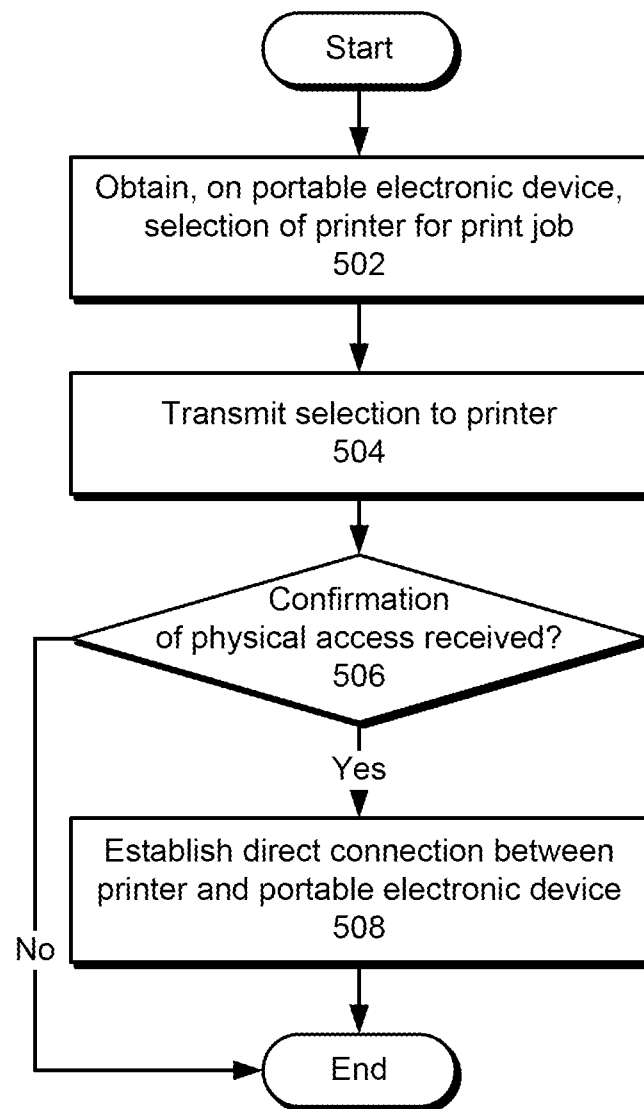 Start
Obtain, on portable electronic device,
selection of printer for print job
502
Transmit selection to printer
504
Confirmation
of physical access received?
506
Yes
Establish direct connection between
printer and portable electronic device
508
No
End